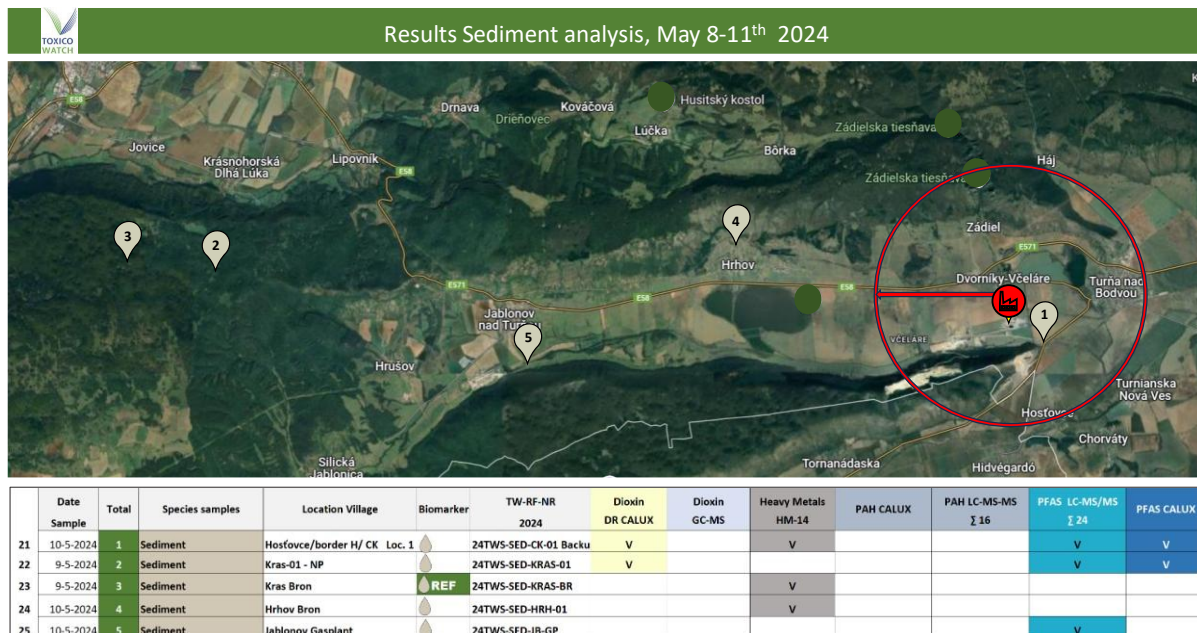 TOXICO
WATCH
Results Sediment analysis, May 8-11th 2024
E58
Drnava
Kováčová
Husitský kostol
Drieňovec
Lúčka
Zádielska tiesňava
Jovice
Krásnohorská
Dlhá Lúka
Lipovník
Bôrka
Háj
E58
Zádielska tiesňava
4
3
2
Zádiel
E571
Hrhov
Dvorníky-Včeláre
Turňa nad
Bodvou
E571
E58
E58
Jablonov
nad Turňou
1
5
VČELÁRE
Hrušov
Turnianska
Nová Ves
Hosťovce
Chorváty
Silická
Jablonica
Tornanádaska
Hidvégardó
Date
Sample Total Species samples Location Village Biomarker TW-RF-NR
2024 Dioxin
DR CALUX Dioxin
GC-MS Heavy Metals
HM-14 PAH CALUX PAH LC-MS-MS
Σ 16 PFAS LC-MS/MS
Σ 24 PFAS CALUX
21 10-5-2024 1 Sediment Hosťovce/border H/ CK Loc. 1 24TWS-SED-CK-01 Backu V V V V
22 9-5-2024 2 Sediment Kras-01 - NP 24TWS-SED-KRAS-01 V V V
23 9-5-2024 3 Sediment Kras Bron REF 24TWS-SED-KRAS-BR V
24 10-5-2024 4 Sediment Hrhov Bron 24TWS-SED-HRH-01 V
25 10-5-2024 5 Sediment Jablonov Gasplant 24TWS-SED-JB-GP V